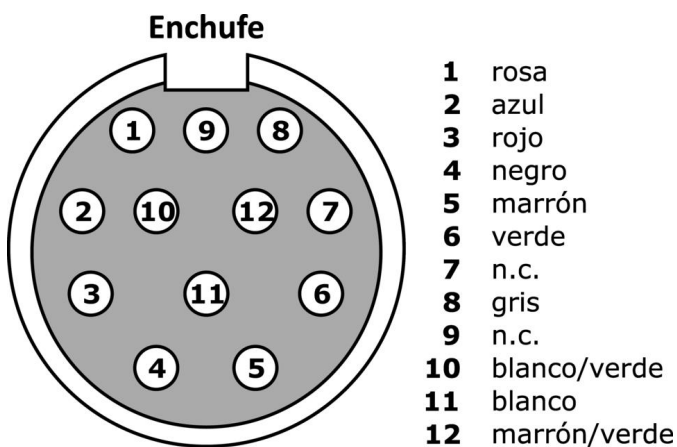 Enchufe
1 9 8
2 10 12 7
3 11 6
4 5
1 rosa
2 azul
3 rojo
4 negro
5 marrón
6 verde
7 n.c.
8 gris
9 n.c.
10 blanco/verde
11 blanco
12 marrón/verde